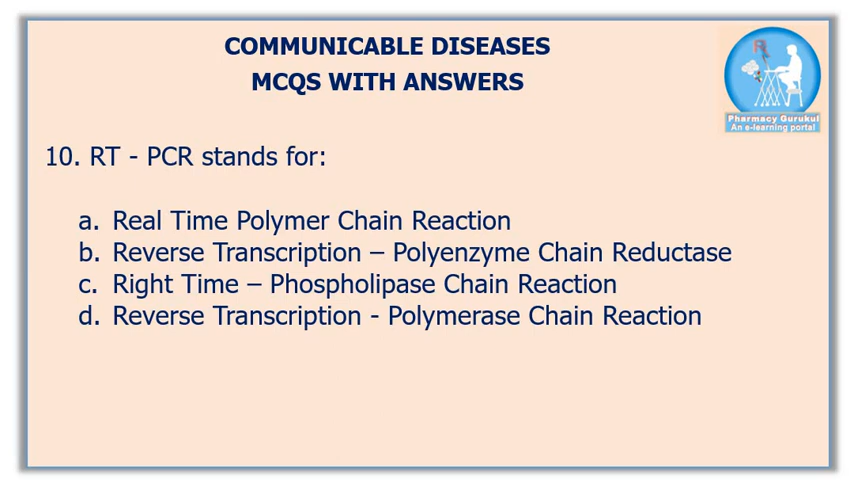 COMMUNICABLE DISEASES
MCQS WITH ANSWERS
Pharmacy Gurukul
An e-learning portal
10. RT - PCR stands for:
a. Real Time Polymer Chain Reaction
b. Reverse Transcription – Polyenzyme Chain Reductase
c. Right Time – Phospholipase Chain Reaction
d. Reverse Transcription - Polymerase Chain Reaction